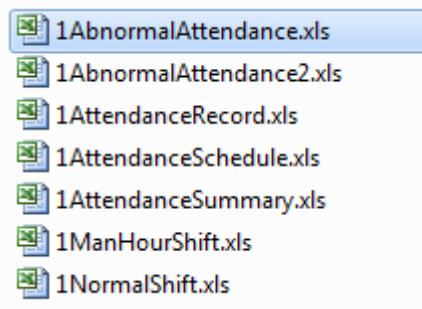 1AbnormalAttendance.xls
1AbnormalAttendance2.xls
1AttendanceRecord.xls
1AttendanceSchedule.xls
1AttendanceSummary.xls
1ManHourShift.xls
1NormalShift.xls